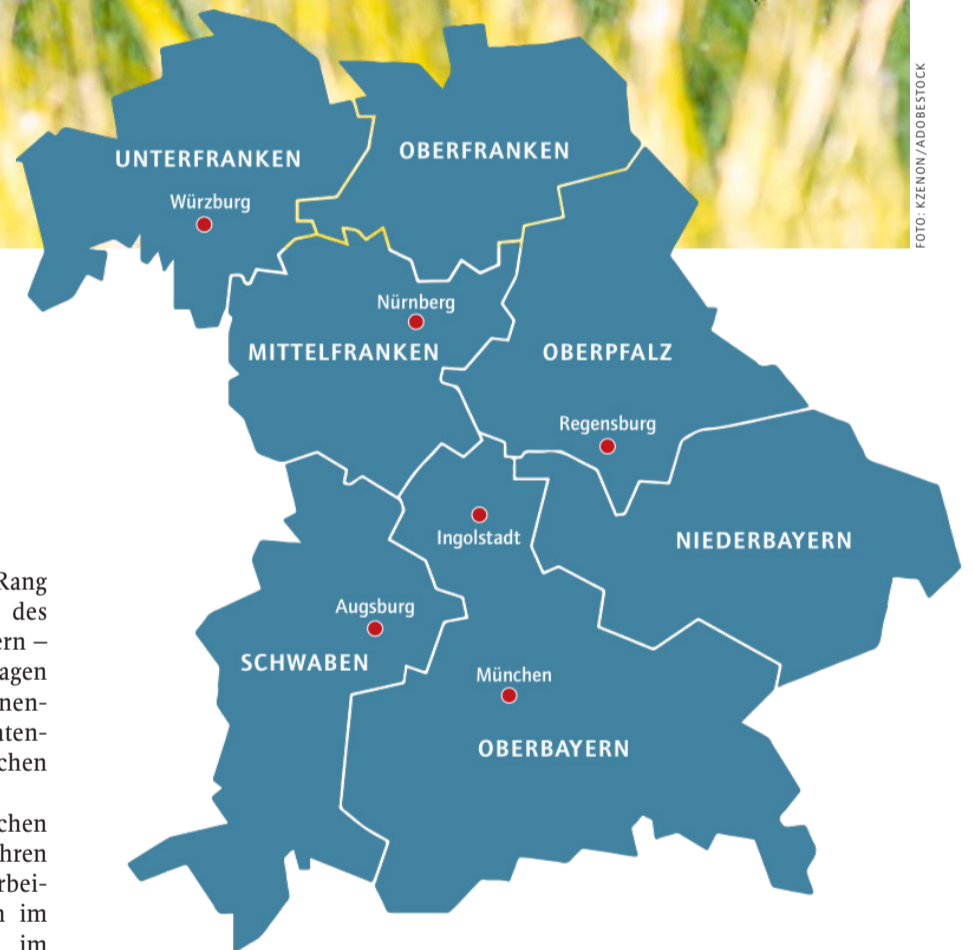 FOTO: KZENON/ADOBESTOCK
UNTERFRANKEN
OBERFRANKEN
Würzburg
Nürnberg
MITTELFRANKEN
OBERPFALZ
Regensburg
Ingolstadt
NIEDERBAYERN
Augsburg
SCHWABEN
München
OBERBAYERN
Rang
des
ern –
agen
nen-
nten-
chen
chen
hren
rbei-
n im
im